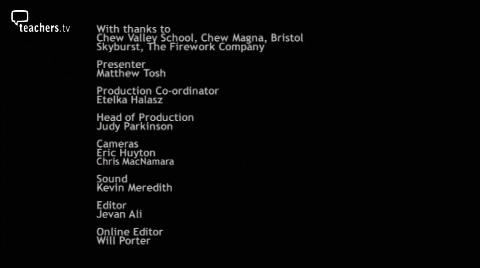 teachers.tv
With thanks to
Chew Valley School, Chew Magna, Bristol
Skyburst, The Firework Company
Presenter
Matthew Tosh
Production Co-ordinator
Etelka Halasz
Head of Production
Judy Parkinson
Cameras
Eric Huyton
Chris MacNamara
Sound
Kevin Meredith
Editor
Jevan Ali
Online Editor
Will Porter